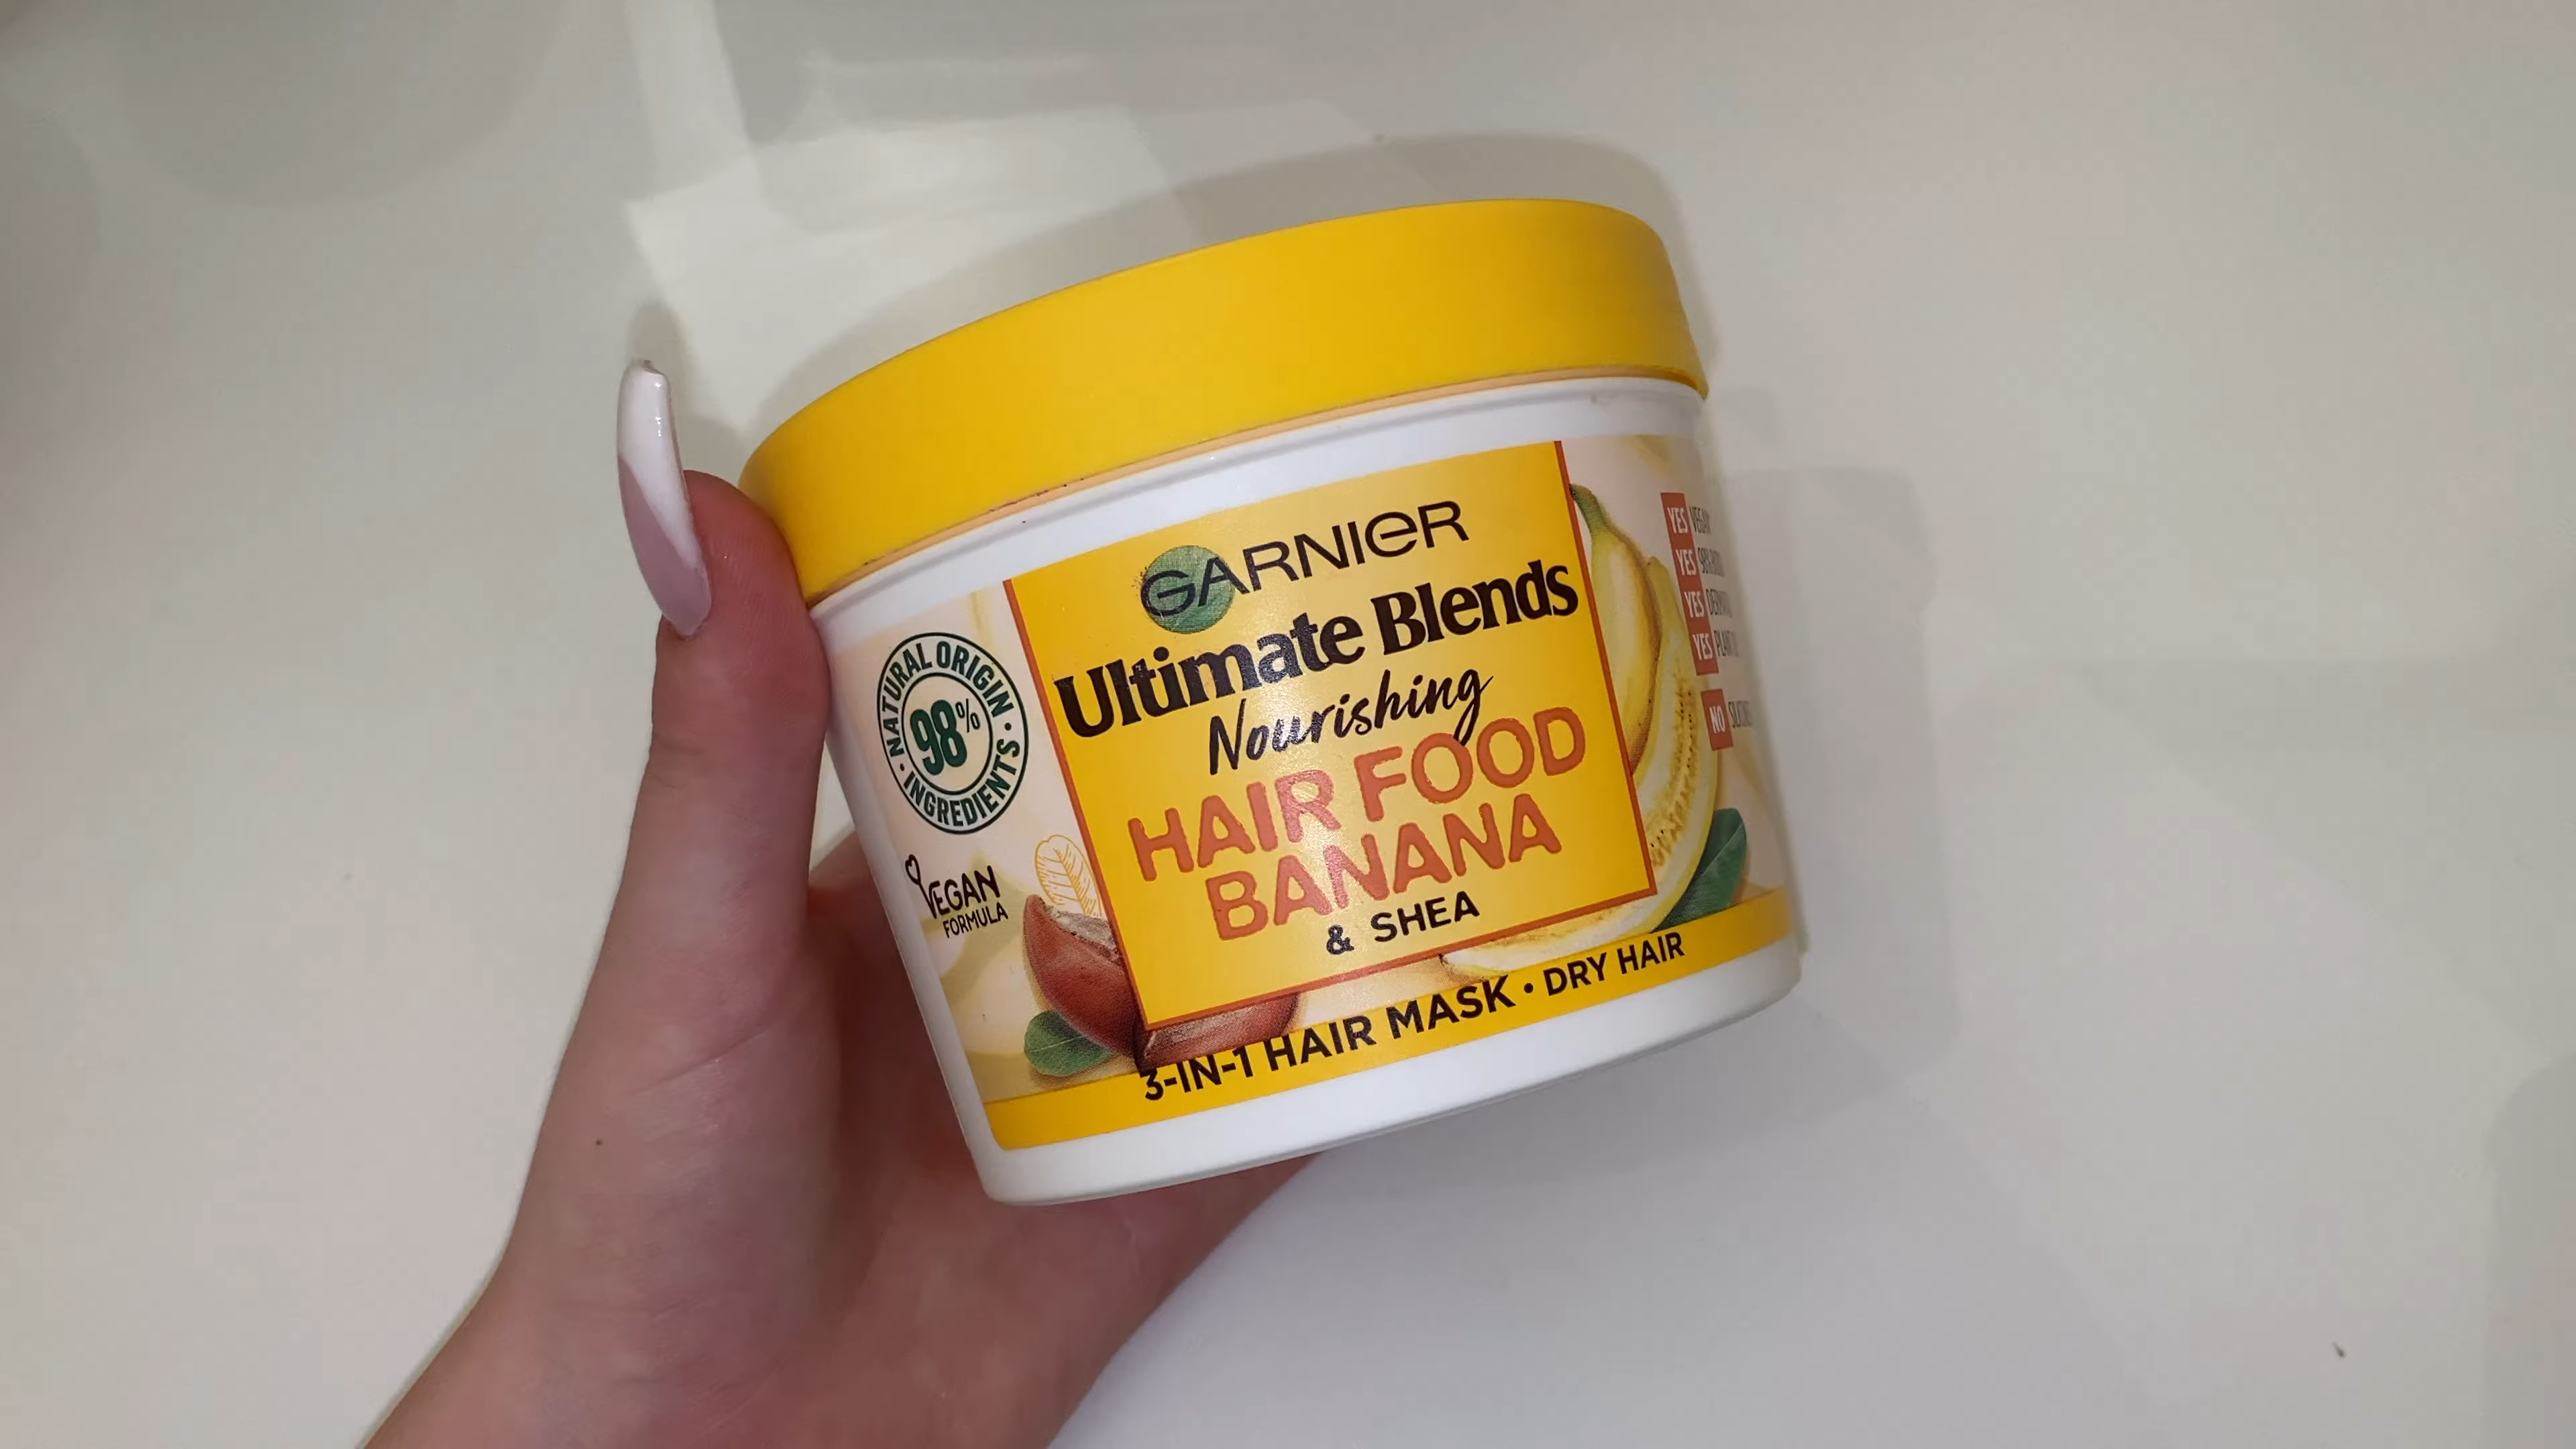 GARNIER
Ultimate Blends
Nourishing
HAIR FOOD
BANANA
& SHEA
3-IN-1 HAIR MASK • DRY HAIR
NATURAL ORIGIN • INGREDIENTS •
98%
VEGAN
FORMULA
YES VEGAN
YES
YES
YES
NO